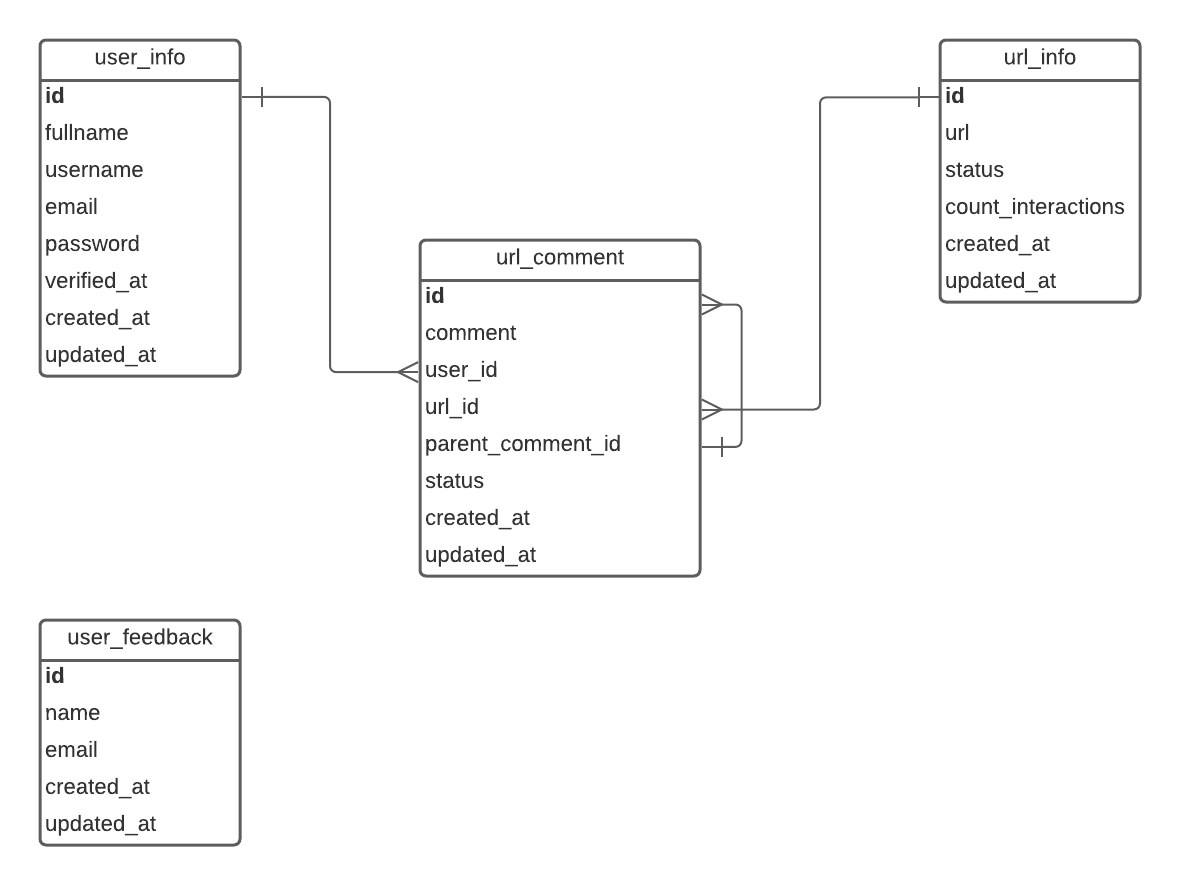 user_info
id
fullname
username
email
password
verified_at
created_at
updated_at
url_comment
id
comment
user_id
url_id
parent_comment_id
status
created_at
updated_at
url_info
id
url
status
count_interactions
created_at
updated_at
user_feedback
id
name
email
created_at
updated_at